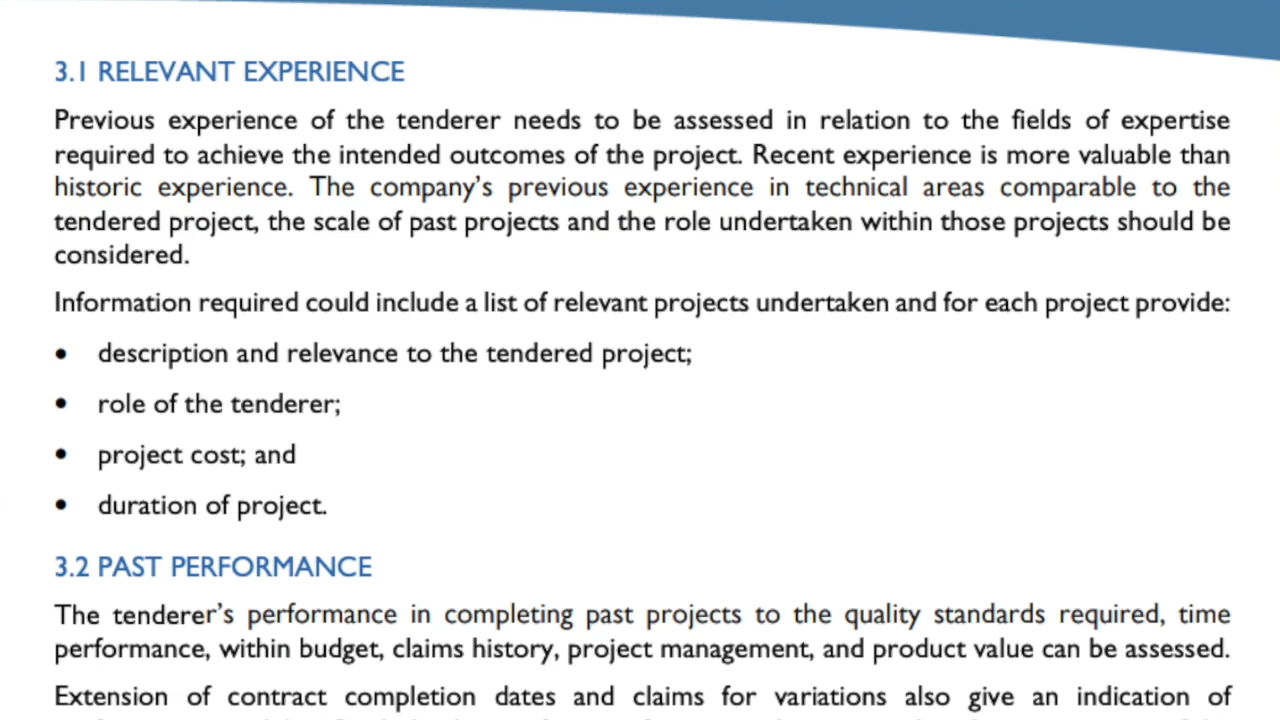 3.1 RELEVANT EXPERIENCE
Previous experience of the tenderer needs to be assessed in relation to the fields of expertise
required to achieve the intended outcomes of the project. Recent experience is more valuable than
historic experience. The company's previous experience in technical areas comparable to the
tendered project, the scale of past projects and the role undertaken within those projects should be
considered.
Information required could include a list of relevant projects undertaken and for each project provide:
• description and relevance to the tendered project;
• role of the tenderer;
• project cost; and
• duration of project.
3.2 PAST PERFORMANCE
The tenderer's performance in completing past projects to the quality standards required, time
performance, within budget, claims history, project management, and product value can be assessed.
Extension of contract completion dates and claims for variations also give an indication of